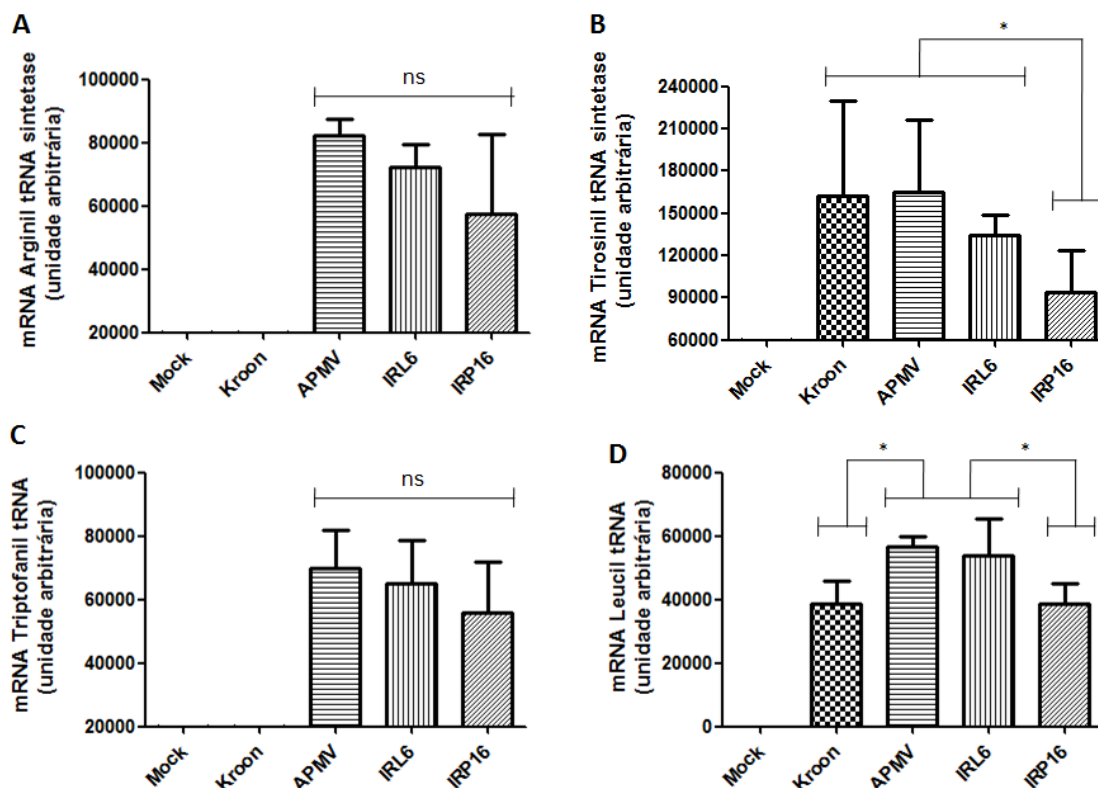 A
mRNA Arginil tRNA sintetase
(unidade arbitrária)
100000
80000
60000
40000
20000
ns
Mock
Kroon
APMV
IRL6
IRP16
B
mRNA Tirosinil tRNA sintetase
(unidade arbitrária)
240000
210000
180000
150000
120000
90000
60000
*
Mock
Kroon
APMV
IRL6
IRP16
C
mRNA Triptofanil tRNA
(unidade arbitrária)
100000
80000
60000
40000
20000
ns
Mock
Kroon
APMV
IRL6
IRP16
D
mRNA Leucil tRNA
(unidade arbitrária)
80000
60000
40000
20000
0
*
*
Mock
Kroon
APMV
IRL6
IRP16